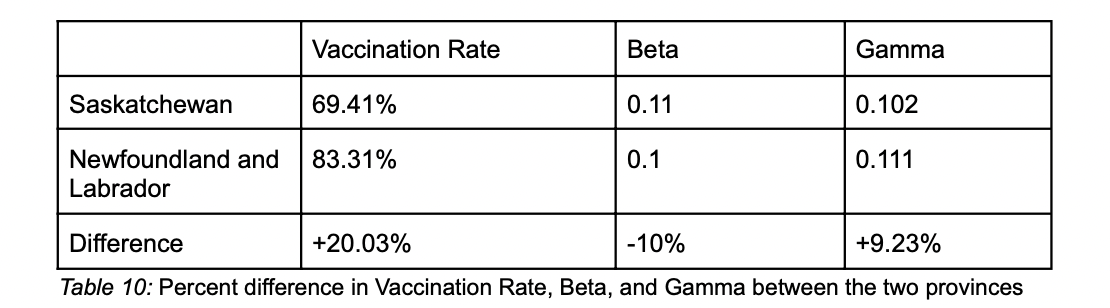 Vaccination Rate Beta Gamma
Saskatchewan 69.41% 0.11 0.102
Newfoundland and 83.31% 0.1 0.111
Labrador
Difference +20.03% -10% +9.23%
Table 10: Percent difference in Vaccination Rate, Beta, and Gamma between the two provinces